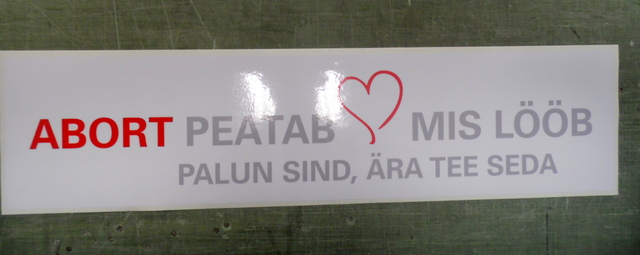 ABORT PEATAB MIS LÖÖB
PALUN SIND, ÄRA TEE SEDA